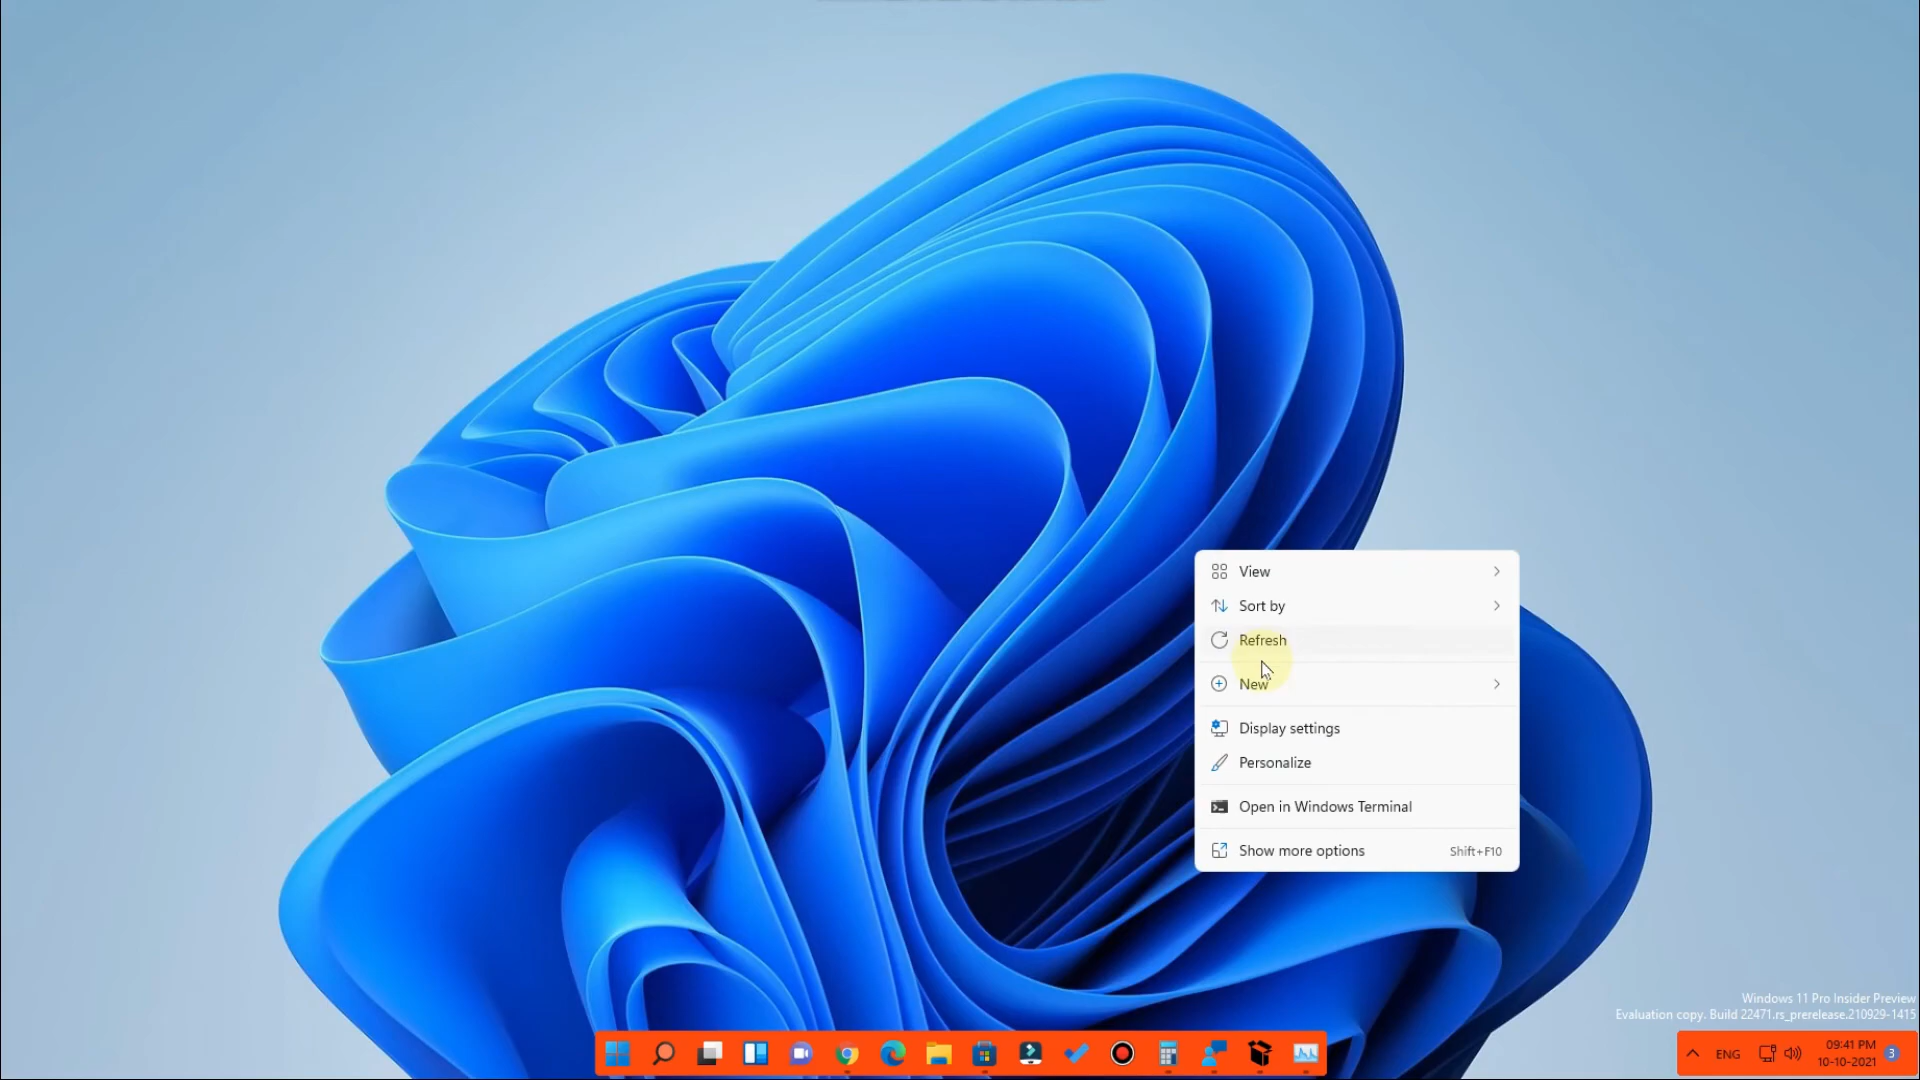 View
Sort by
Refresh
New
Display settings
Personalize
Open in Windows Terminal
Show more options Shift+F10
Windows 11 Pro Insider Preview
Evaluation copy. Build 22471.rs_prerelease.210929-1415
ENG
09:41 PM
10-10-2021
3